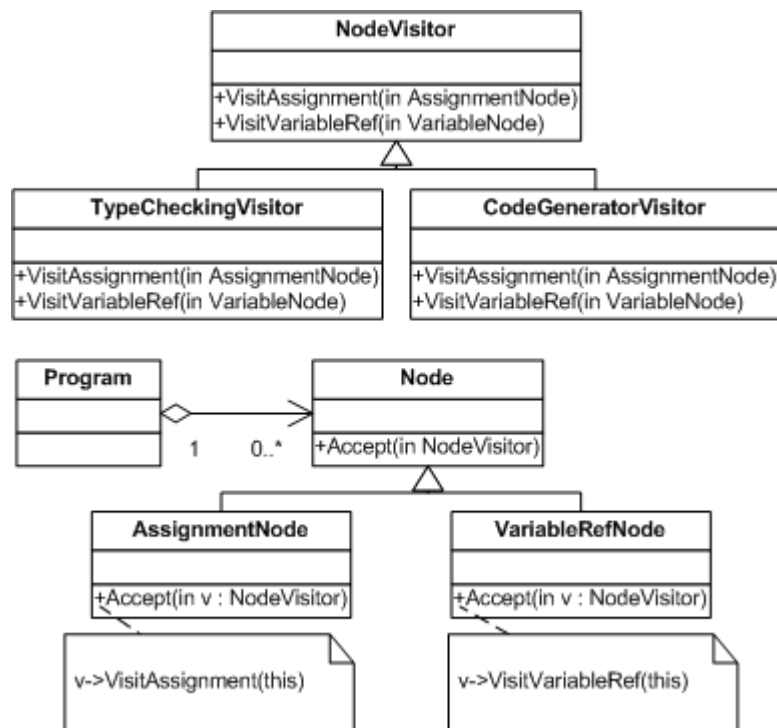 NodeVisitor
+VisitAssignment(in AssignmentNode)
+VisitVariableRef(in VariableNode)
TypeCheckingVisitor
+VisitAssignment(in AssignmentNode)
+VisitVariableRef(in VariableNode)
CodeGeneratorVisitor
+VisitAssignment(in AssignmentNode)
+VisitVariableRef(in VariableNode)
Program
1
0..*
Node
+Accept(in NodeVisitor)
AssignmentNode
+Accept(in v : NodeVisitor)
VariableRefNode
+Accept(in v : NodeVisitor)
v->VisitAssignment(this)
v->VisitVariableRef(this)